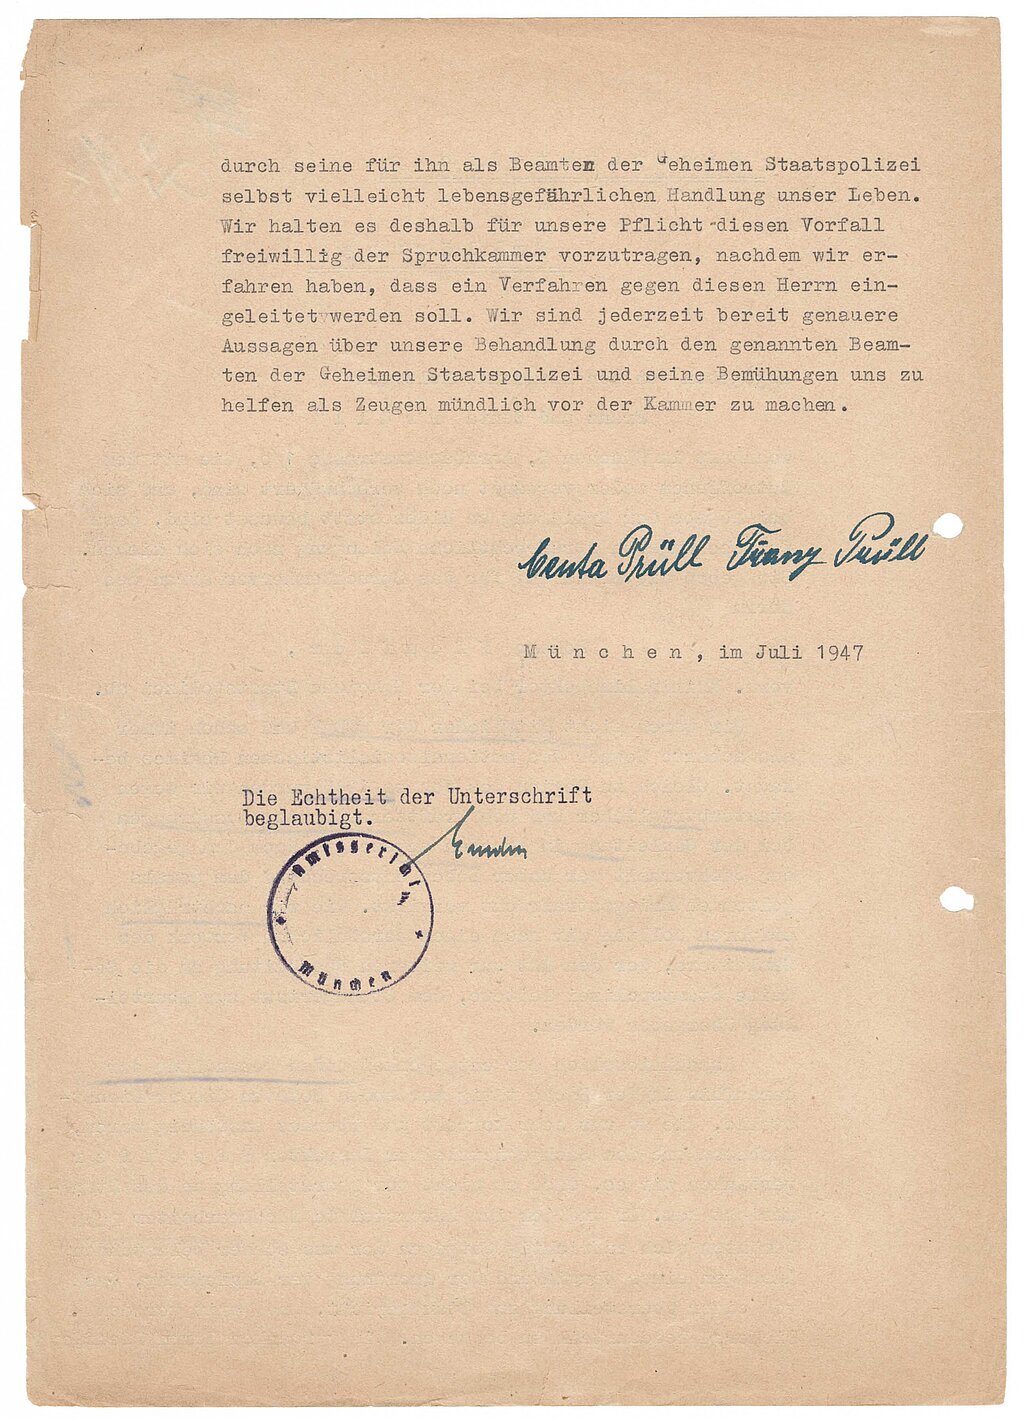 durch seine für ihn als Beamten der Geheimen Staatspolizei
selbst vielleicht lebensgefährlichen Handlung unser Leben.
Wir halten es deshalb für unsere Pflicht diesen Vorfall
freiwillig der Spruchkammer vorzutragen, nachdem wir er-
fahren haben, dass ein Verfahren gegen diesen Herrn ein-
geleitet werden soll. Wir sind jederzeit bereit genauere
Aussagen über unsere Behandlung durch den genannten Beam-
ten der Geheimen Staatspolizei und seine Bemühungen uns zu
helfen als Zeugen mündlich vor der Kammer zu machen.
Centa Prüll Franz Prüll
M ü n c h e n , im Juli 1947
Die Echtheit der Unterschrift
beglaubigt.
Amtsgericht
München